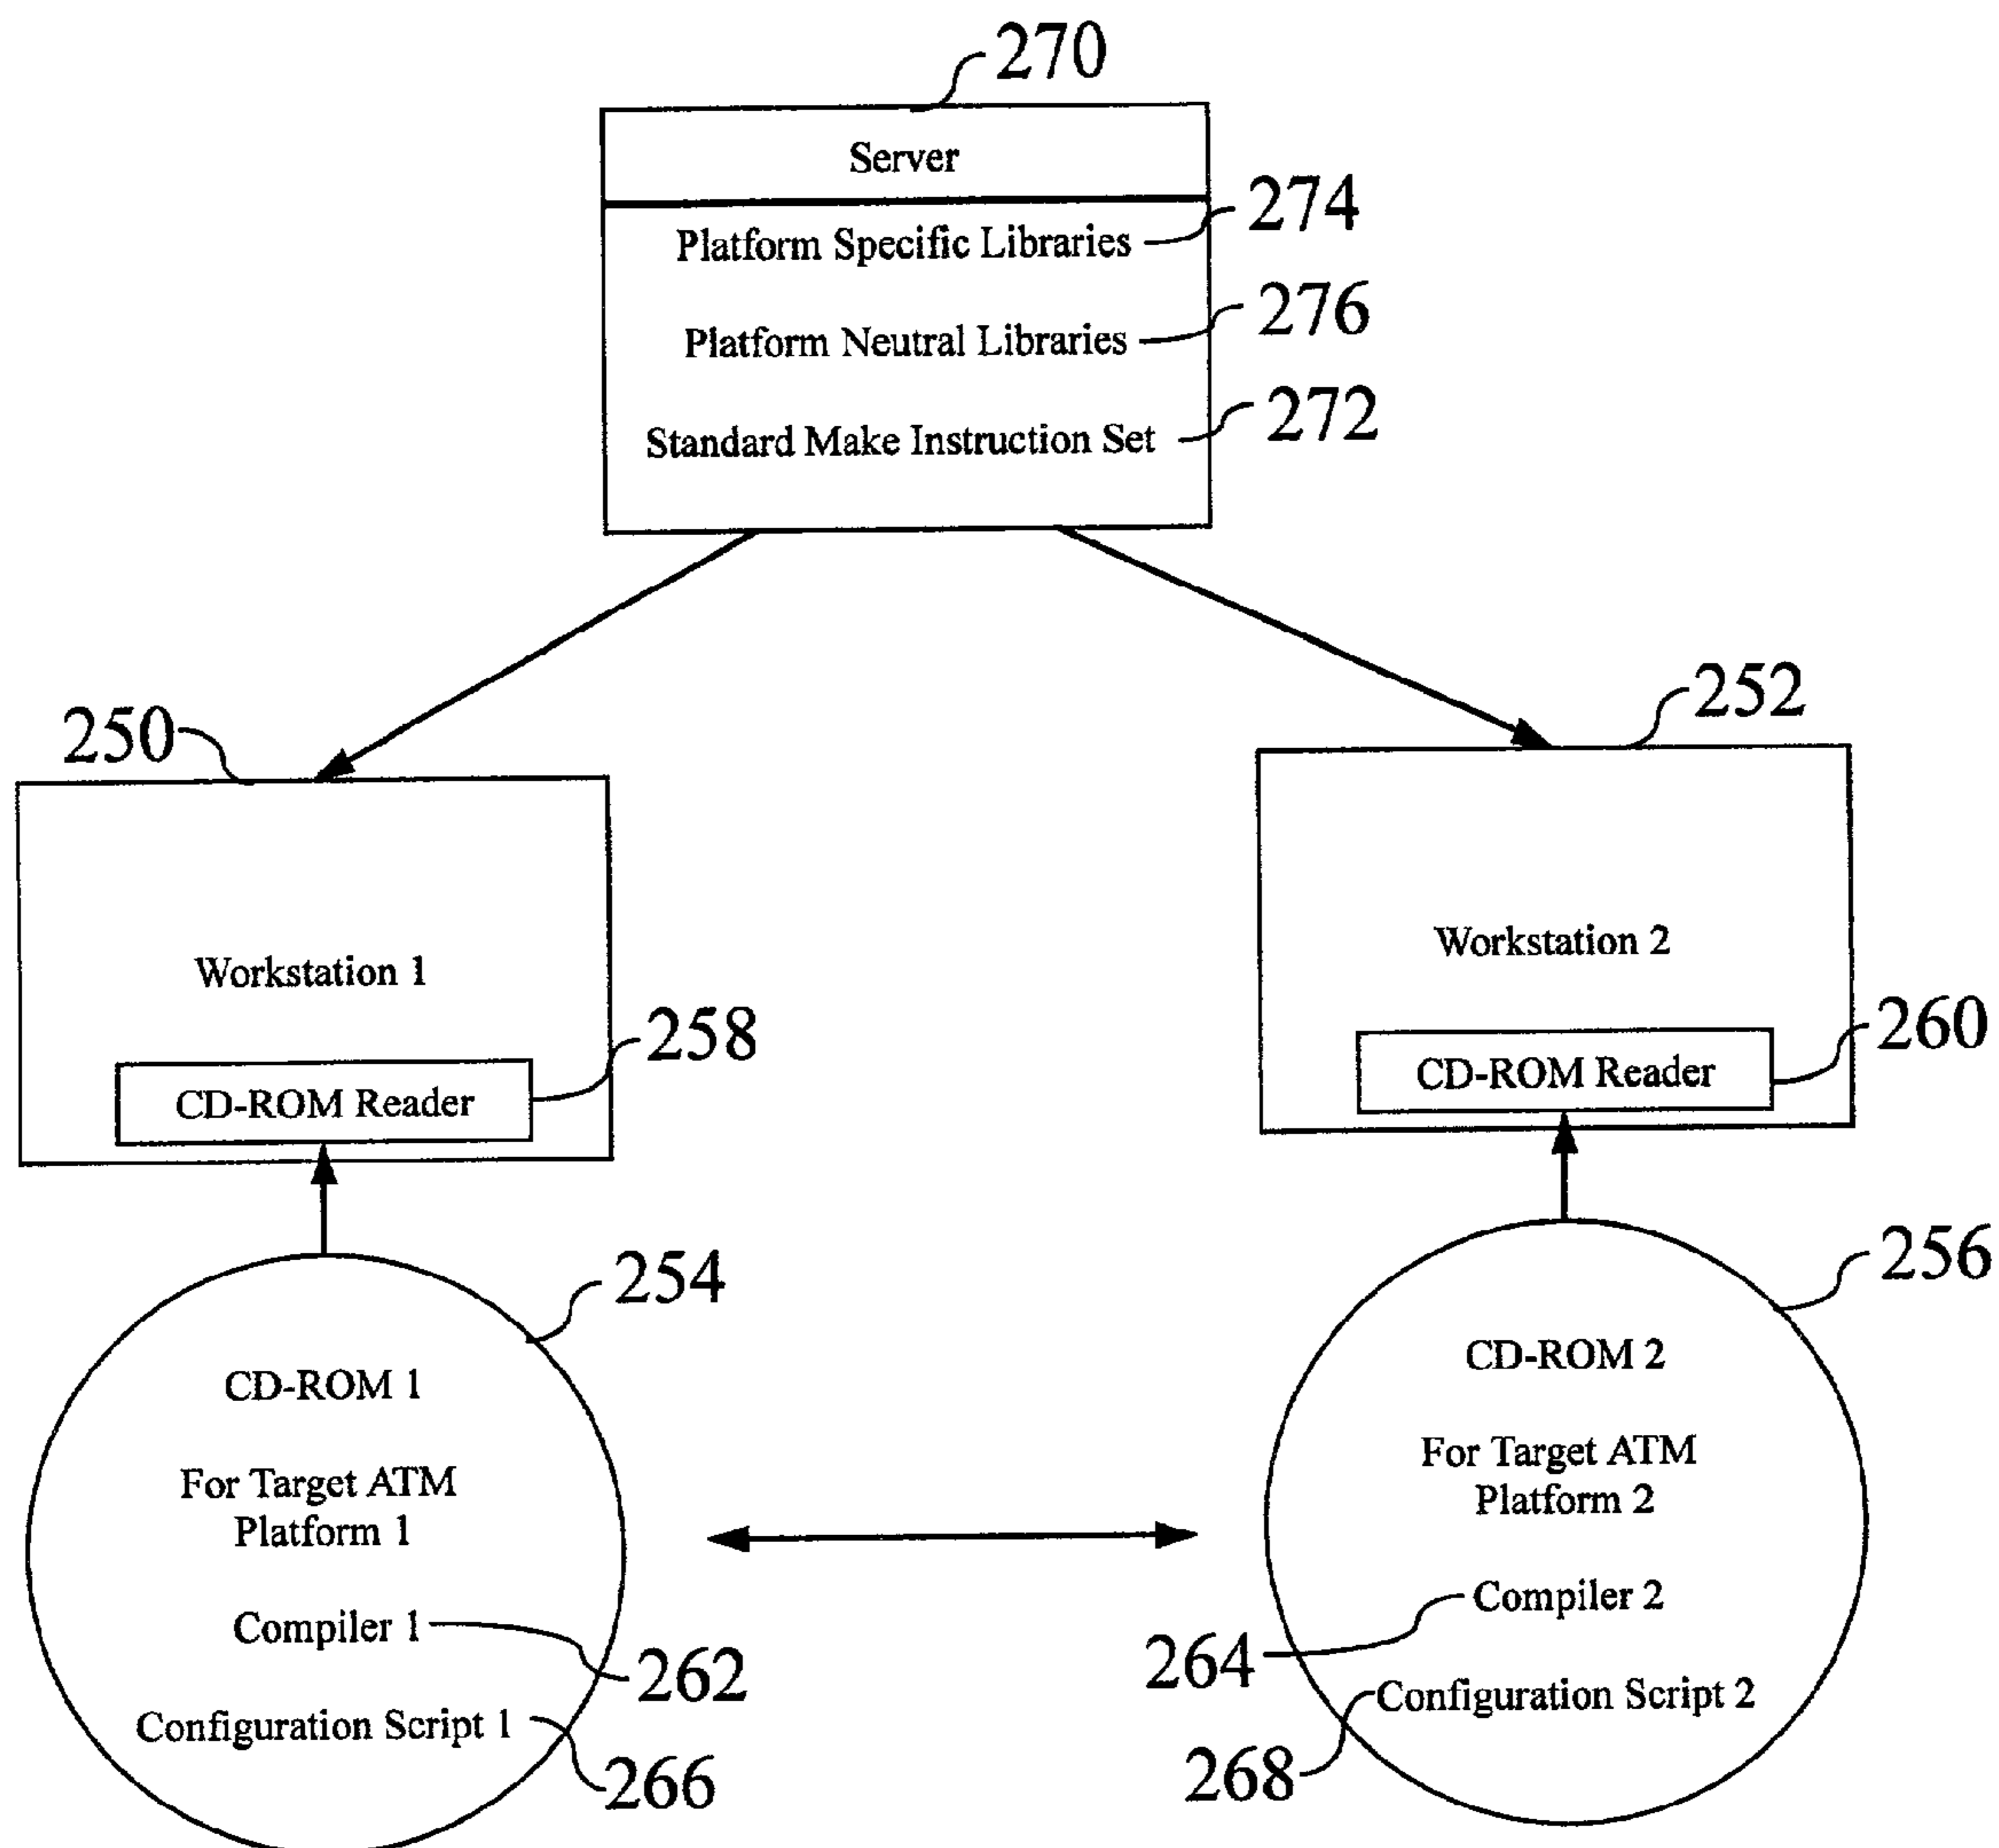 270
Server
274
Platform Specific Libraries
276
Platform Neutral Libraries
272
Standard Make Instruction Set
250
252
Workstation 1
Workstation 2
258
260
CD-ROM Reader
CD-ROM Reader
254
256
CD-ROM 1
For Target ATM
Platform 1
Compiler 1
262
Configuration Script 1
266
CD-ROM 2
For Target ATM
Platform 2
Compiler 2
264
Configuration Script 2
268